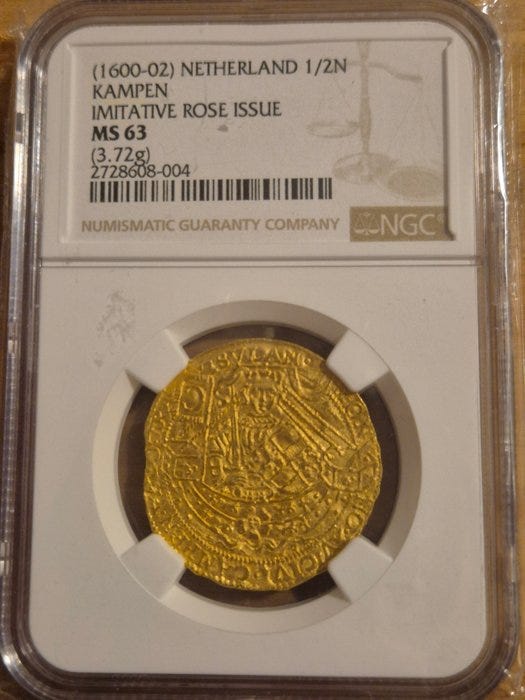 (1600-02) NETHERLAND 1/2N
KAMPEN
IMITATIVE ROSE ISSUE
MS 63
(3.72g)
2728608-004
NUMISMATIC GUARANTY COMPANY
NGC